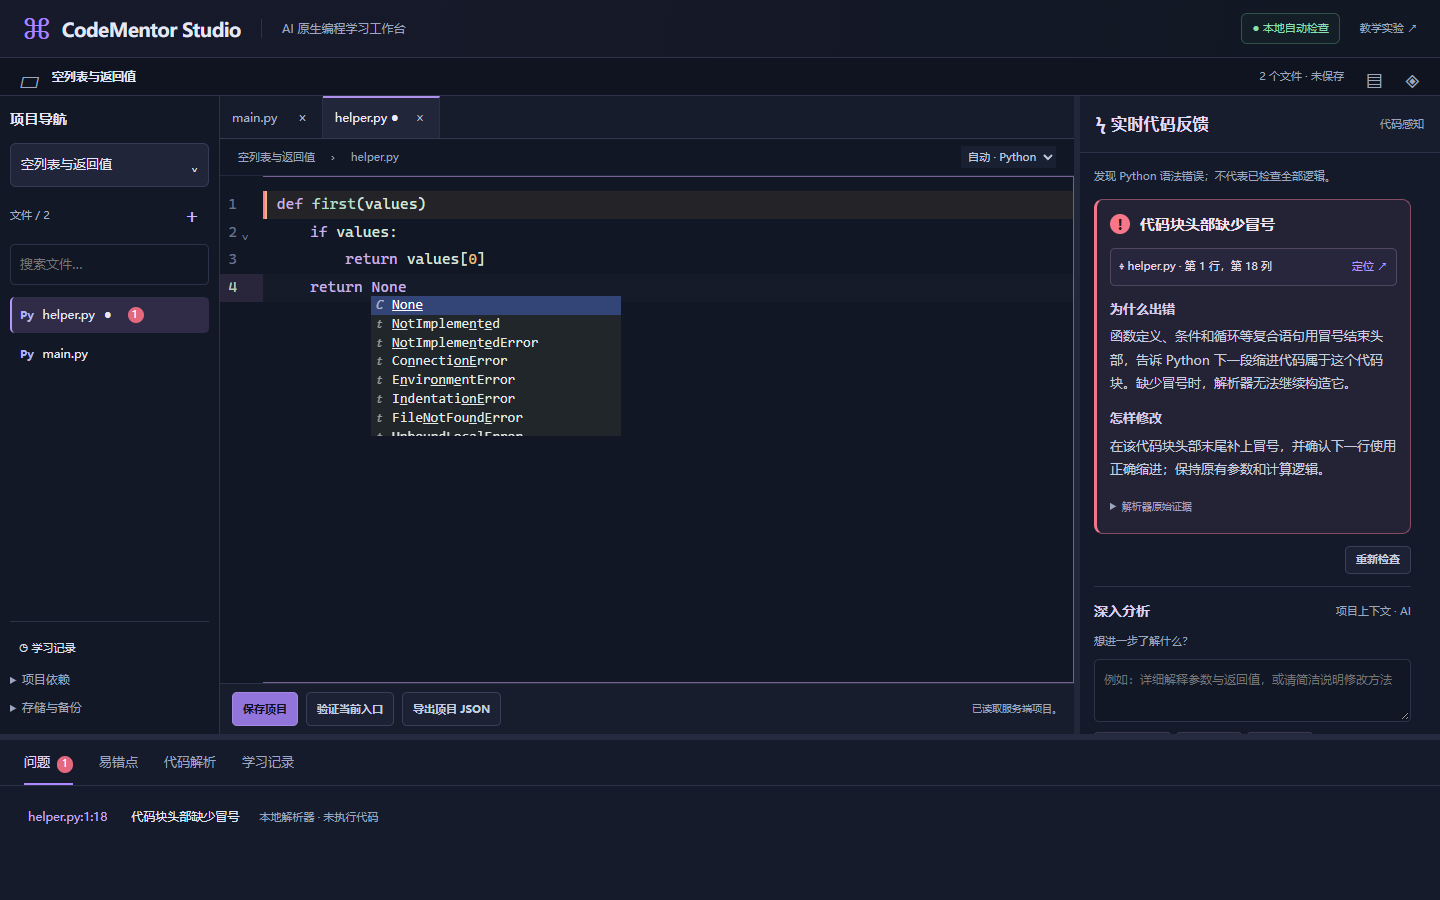 ⌘ CodeMentor Studio
AI 原生编程学习工作台
● 本地自动检查
教学实验 ↗
空列表与返回值
2 个文件 · 未保存
项目导航
空列表与返回值
文件 / 2
+
搜索文件...
Py helper.py ● 1
Py main.py
学习记录
▸ 项目依赖
▸ 存储与备份
main.py ×
helper.py ● ×
空列表与返回值 › helper.py
自动 · Python
1 def first(values)
2 if values:
3 return values[0]
4 return None
C None
t NotImplemented
t NotImplementedError
t ConnectionError
t EnvironmentError
t IndentationError
t FileNotFoundError
t UnboundLocalError
保存项目
验证当前入口
导出项目 JSON
已读取服务端项目。
实时代码反馈
代码感知
发现 Python 语法错误；不代表已检查全部逻辑。
! 代码块头部缺少冒号
helper.py · 第 1 行，第 18 列
定位 ↗
为什么出错
函数定义、条件和循环等复合语句用冒号结束头
部，告诉 Python 下一段缩进代码属于这个代码
块。缺少冒号时，解析器无法继续构造它。
怎样修改
在该代码块头部末尾补上冒号，并确认下一行使用
正确缩进；保持原有参数和计算逻辑。
▸ 解析器原始证据
重新检查
深入分析
项目上下文 · AI
想进一步了解什么？
例如：详细解释参数与返回值，或请简洁说明修改方法
问题 1
易错点
代码解析
学习记录
helper.py:1:18 代码块头部缺少冒号 本地解析器 · 未执行代码